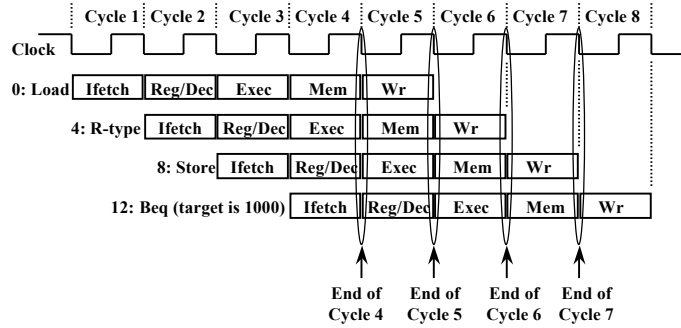 Cycle 1 Cycle 2 Cycle 3 Cycle 4 Cycle 5 Cycle 6 Cycle 7 Cycle 8
Clock
0: Load Ifetch Reg/Dec Exec Mem Wr
4: R-type Ifetch Reg/Dec Exec Mem Wr
8: Store Ifetch Reg/Dec Exec Mem Wr
12: Beq (target is 1000) Ifetch Reg/Dec Exec Mem Wr
End of End of End of End of
Cycle 4 Cycle 5 Cycle 6 Cycle 7